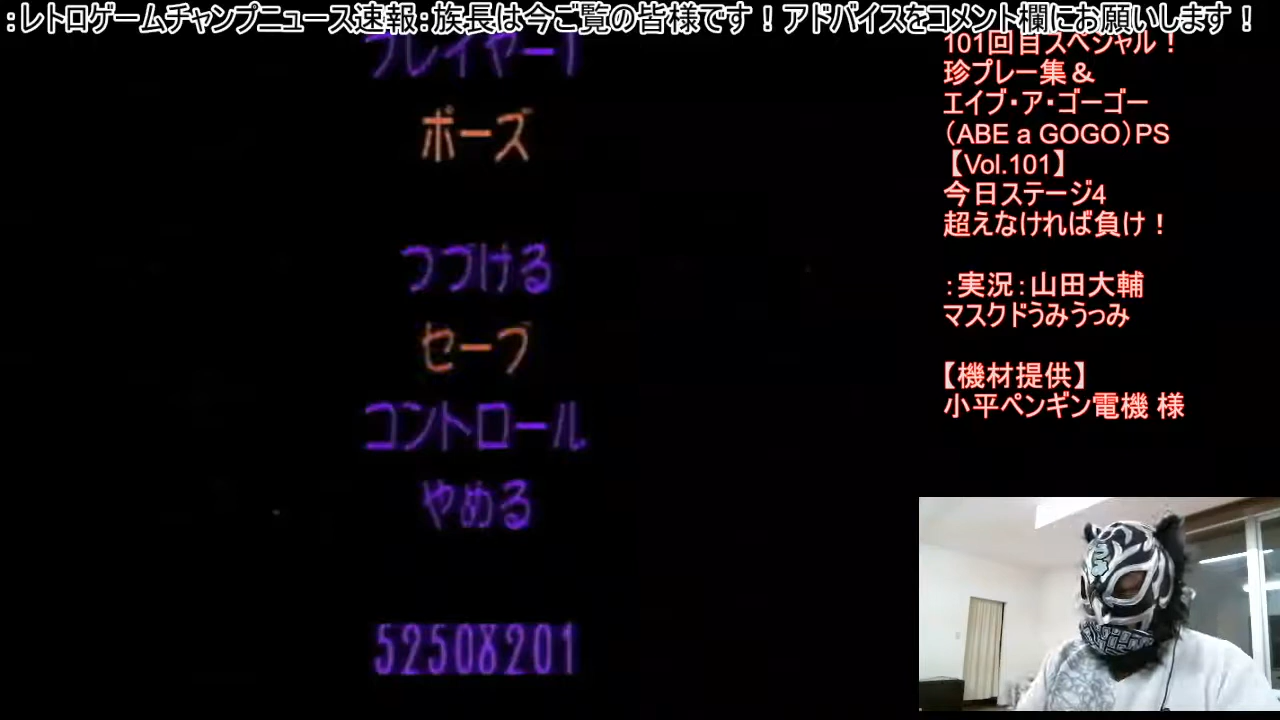 ：レトロゲームチャンプニュース速報：族長は今ご覧の皆様です！アドバイスをコメント欄にお願いします！
プレイヤー1
ポーズ
つづける
セーブ
コントロール
やめる
52508201
101回目スペシャル！
珍プレー集＆
エイブ・ア・ゴーゴー
（ABE a GOGO）PS
【Vol.101】
今日ステージ4
超えなければ負け！
：実況：山田大輔
マスクドうみうっみ
【機材提供】
小平ペンギン電機 様